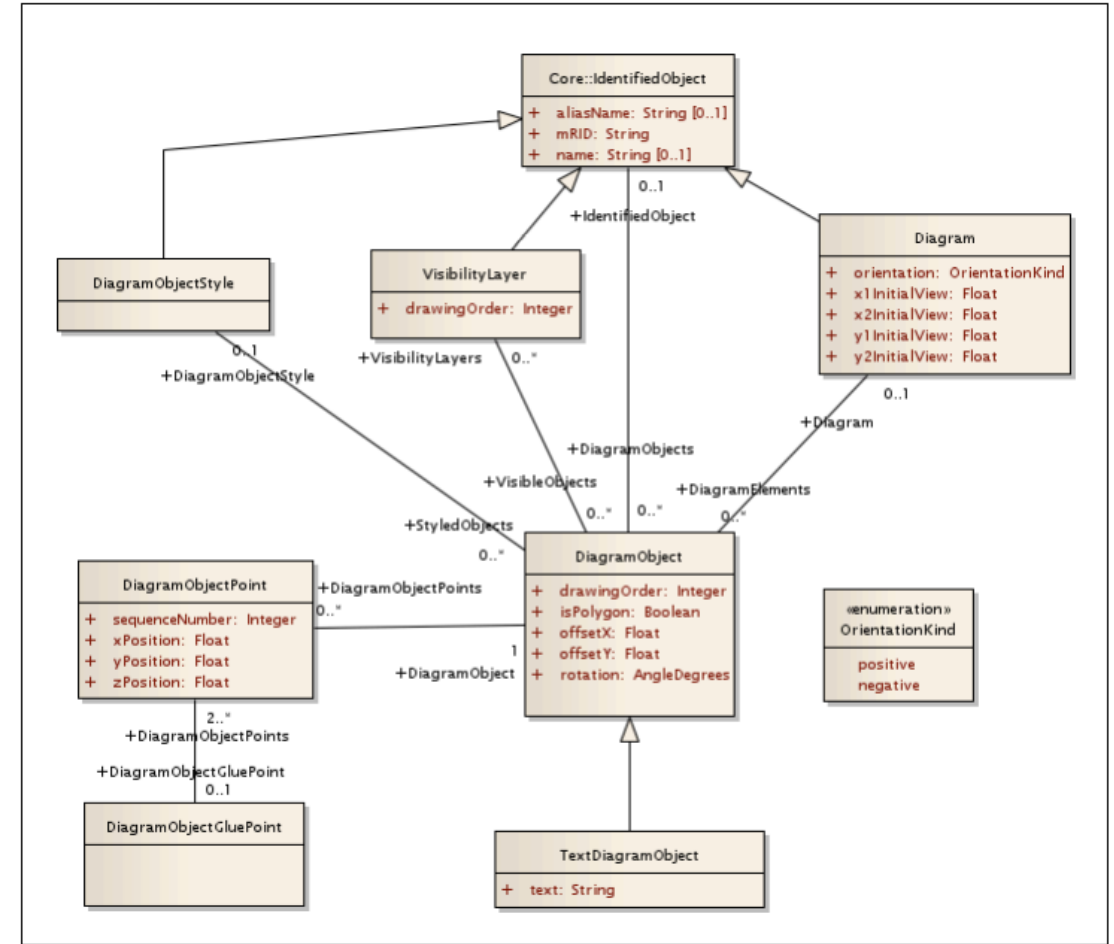 Core::IdentifiedObject
+ aliasName: String [0..1]
+ mRID: String
+ name: String [0..1]
0..1
+IdentifiedObject
Diagram
+ orientation: OrientationKind
+ x1InitialView: Float
+ x2InitialView: Float
+ y1InitialView: Float
+ y2InitialView: Float
VisibilityLayer
+ drawingOrder: Integer
DiagramObjectStyle
0..1
+DiagramObjectStyle
+VisibilityLayers
0..*
0..1
+Diagram
+DiagramObjects
+VisibleObjects
+DiagramElements
0..*
0..*
0..*
+StyledObjects
0..*
DiagramObject
+ drawingOrder: Integer
+ isPolygon: Boolean
+ offsetX: Float
+ offsetY: Float
+ rotation: AngleDegrees
DiagramObjectPoint
+ sequenceNumber: Integer
+ xPosition: Float
+ yPosition: Float
+ zPosition: Float
+DiagramObjectPoints
0..*
1
+DiagramObject
«enumeration»
OrientationKind
positive
negative
2..*
+DiagramObjectPoints
+DiagramObjectGluePoint
0..1
DiagramObjectGluePoint
TextDiagramObject
+ text: String